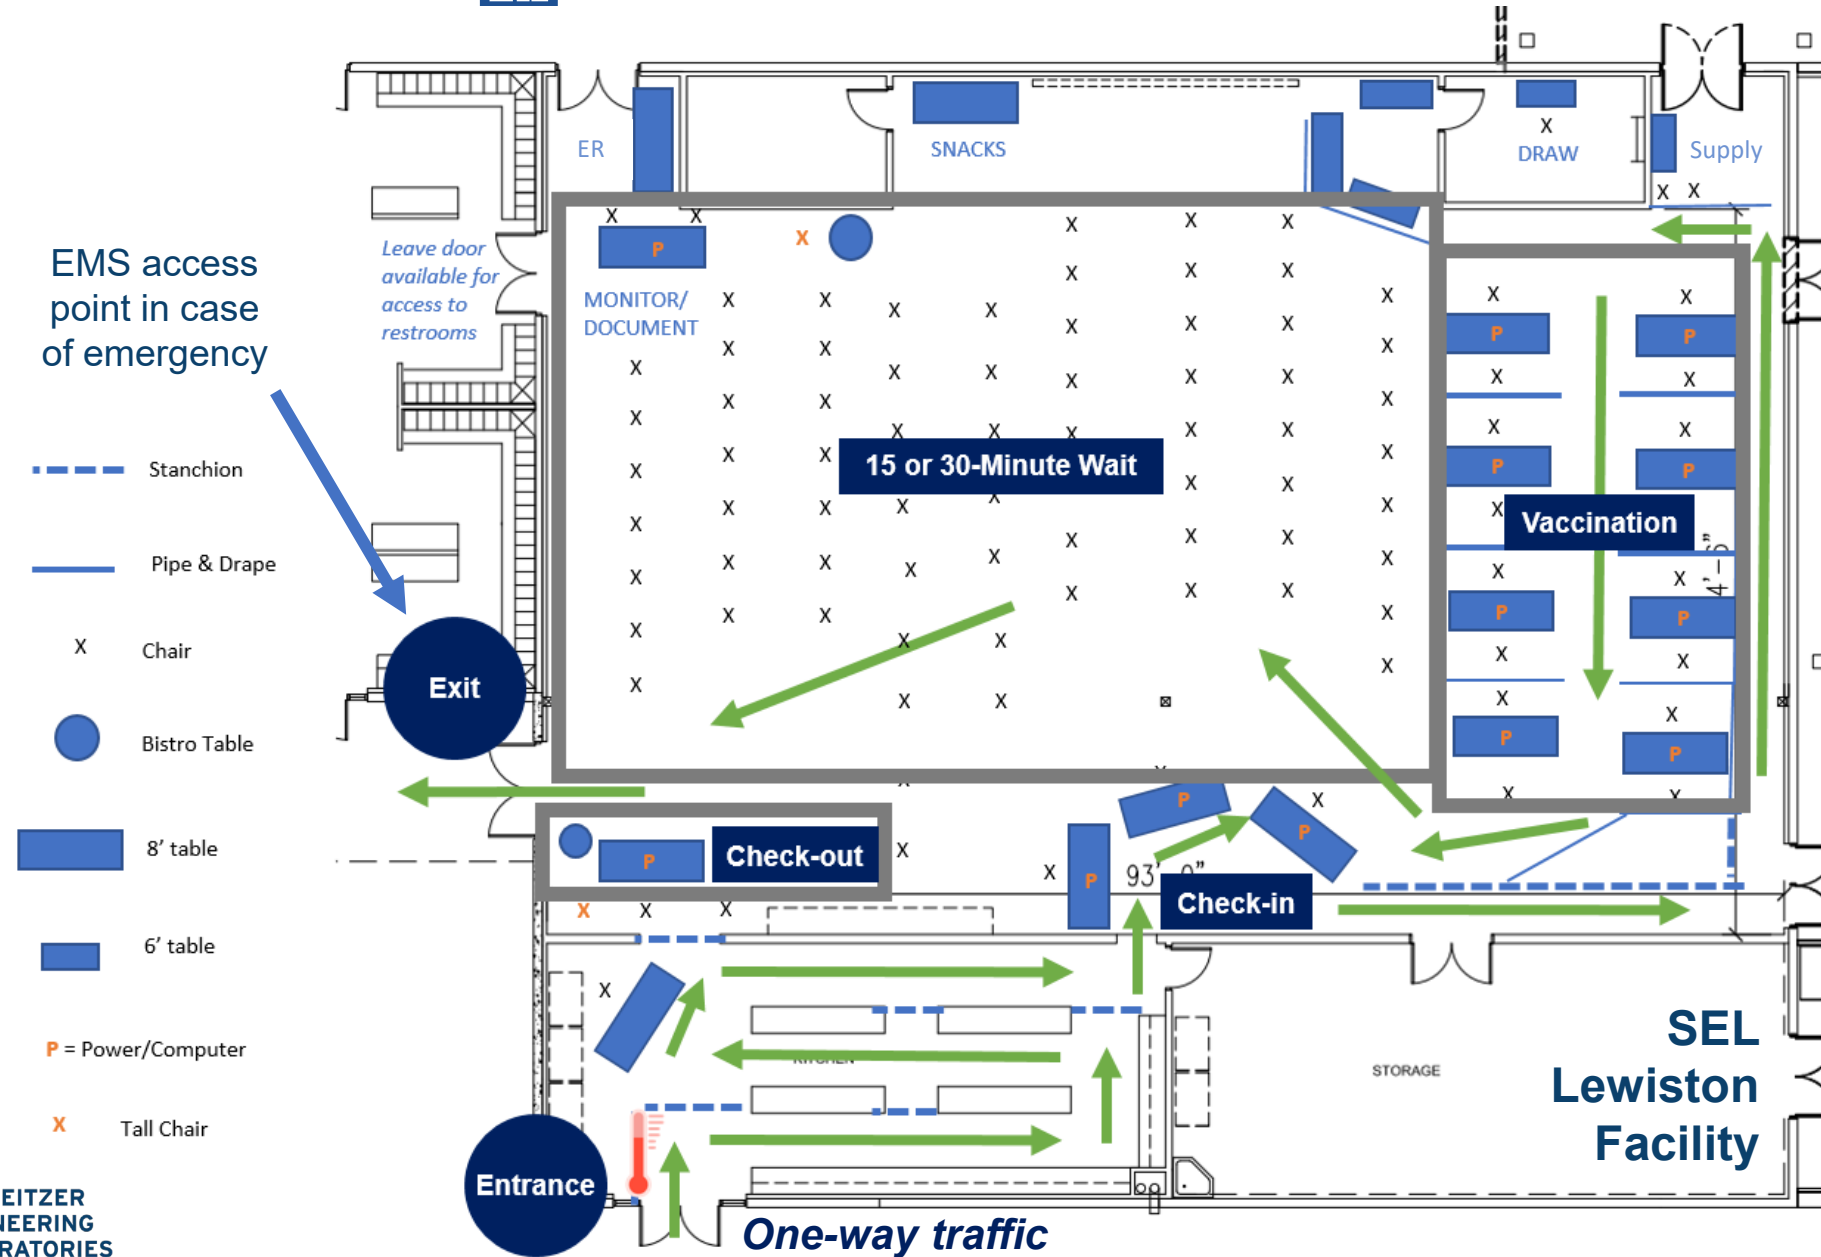 ER
SNACKS
DRAW
Supply
EMS access
point in case
of emergency
Leave door
available for
access to
restrooms
P
X
MONITOR/
DOCUMENT
15 or 30-Minute Wait
Vaccination
Stanchion
Pipe & Drape
X Chair
Exit
Bistro Table
8’ table
Check-out
93’-0”
Check-in
6’ table
P = Power/Computer
X Tall Chair
KITCHEN
STORAGE
SEL
Lewiston
Facility
Entrance
One-way traffic
EITZER
NEERING
RATORIES